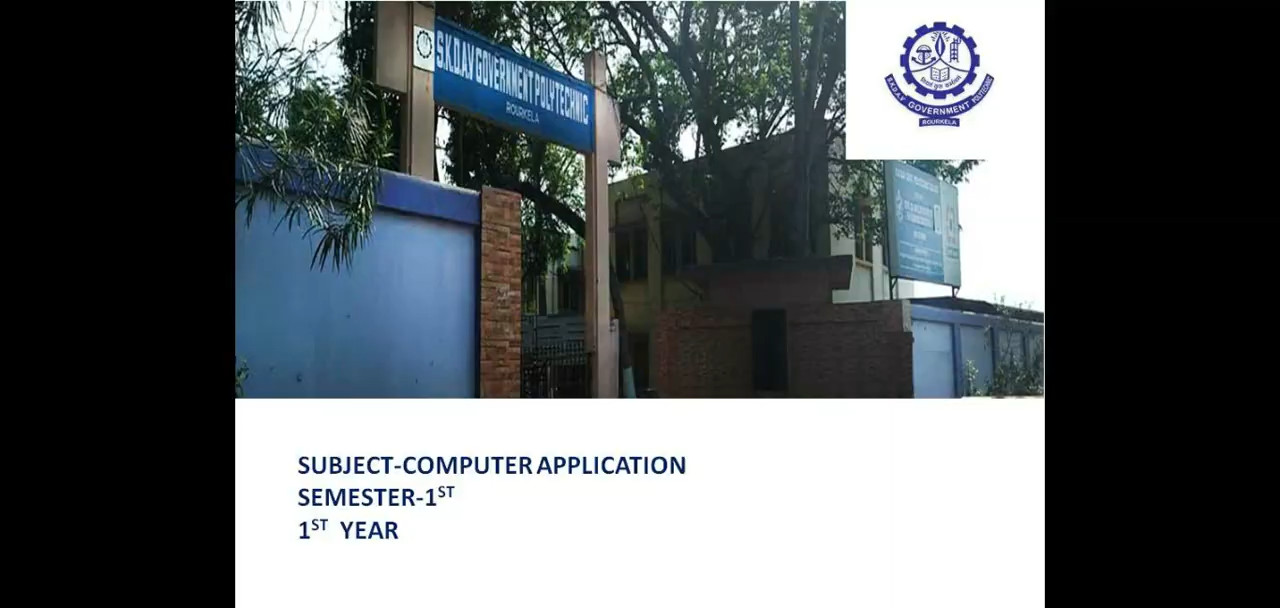 S.K.D.A.V GOVERNMENT POLYTECHNIC
ROURKELA
S.K.D.A.V GOVERNMENT POLYTECHNIC
ROURKELA
SUBJECT-COMPUTER APPLICATION
SEMESTER-1ST
1ST YEAR